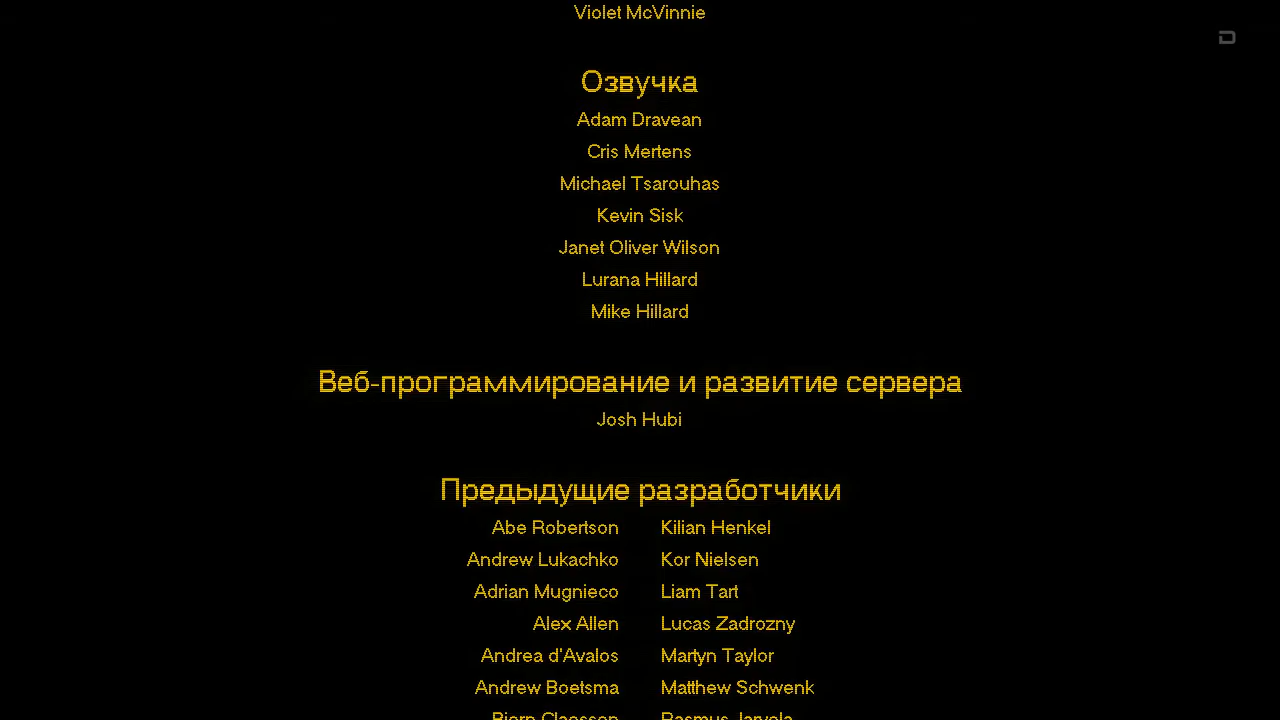 Violet McVinnie
Озвучка
Adam Dravean
Cris Mertens
Michael Tsarouhas
Kevin Sisk
Janet Oliver Wilson
Lurana Hillard
Mike Hillard
Веб-программирование и развитие сервера
Josh Hubi
Предыдущие разработчики
Abe Robertson Kilian Henkel
Andrew Lukachko Kor Nielsen
Adrian Mugnieco Liam Tart
Alex Allen Lucas Zadrozny
Andrea d'Avalos Martyn Taylor
Andrew Boetsma Matthew Schwenk